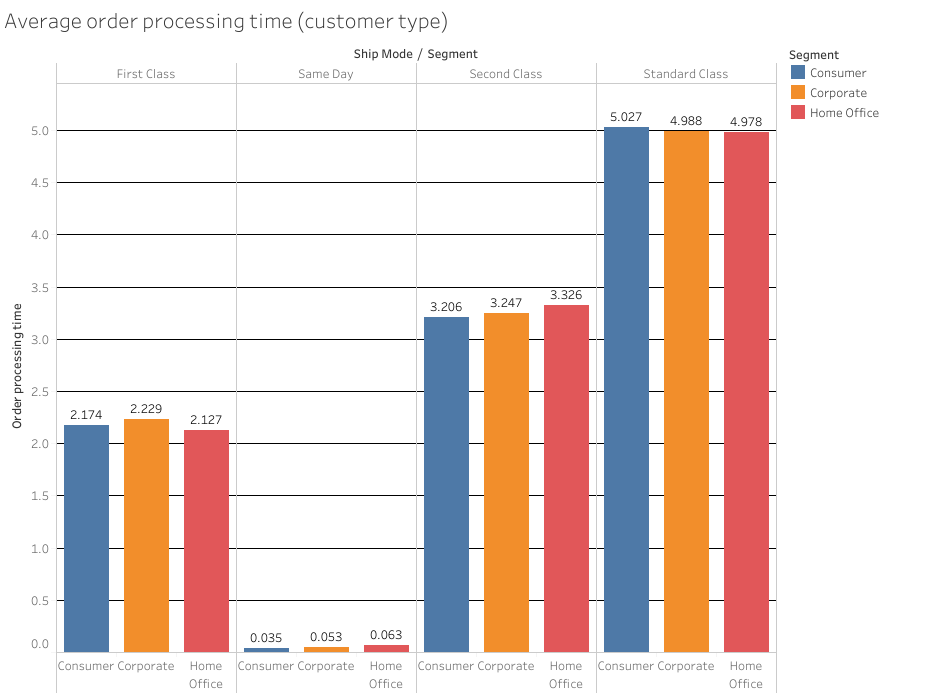 Average order processing time (customer type)
Ship Mode / Segment
First Class
Same Day
Second Class
Standard Class
Segment
Consumer
Corporate
Home Office
Order processing time
5.0
4.5
4.0
3.5
3.0
2.5
2.0
1.5
1.0
0.5
0.0
2.174
2.229
2.127
0.035
0.053
0.063
3.206
3.247
3.326
5.027
4.988
4.978
Consumer
Corporate
Home
Office
Consumer
Corporate
Home
Office
Consumer
Corporate
Home
Office
Consumer
Corporate
Home
Office